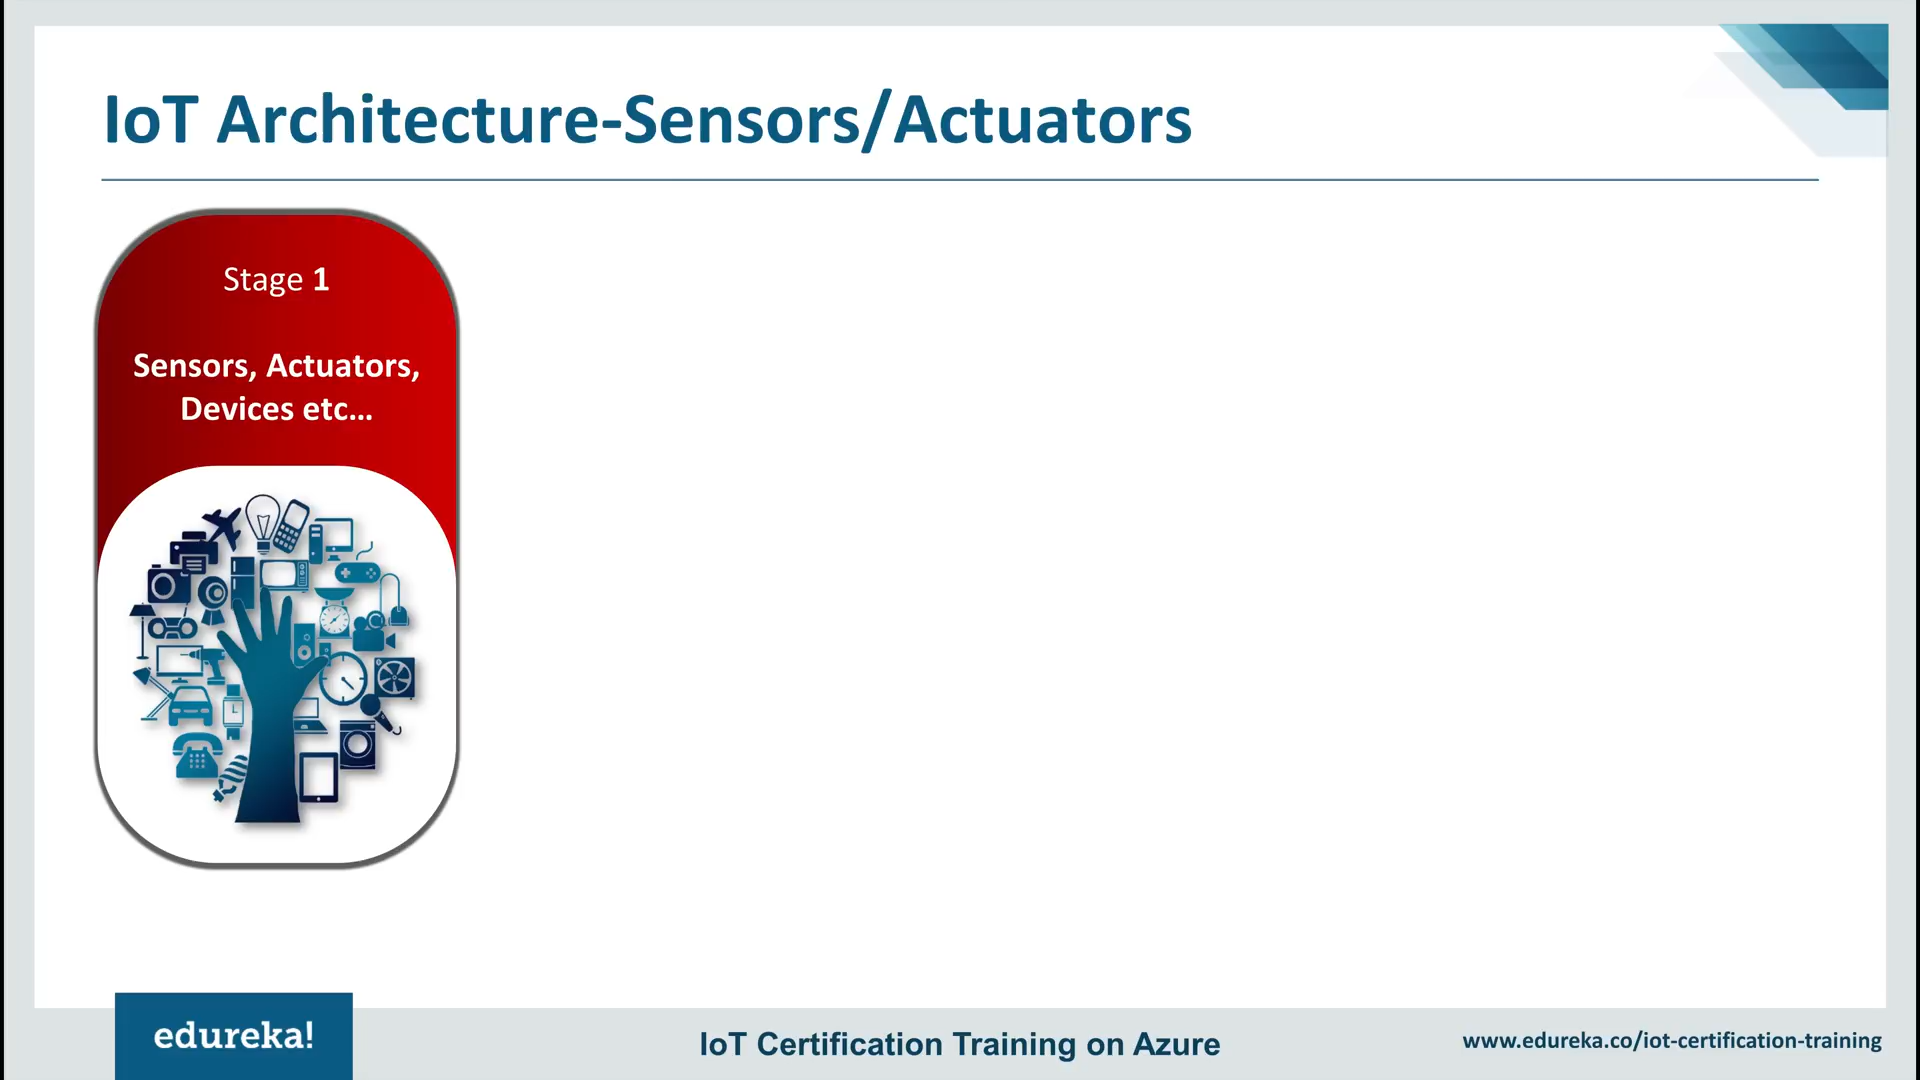 IoT Architecture-Sensors/Actuators
Stage 1
Sensors, Actuators,
Devices etc...
edureka!
IoT Certification Training on Azure
www.edureka.co/iot-certification-training